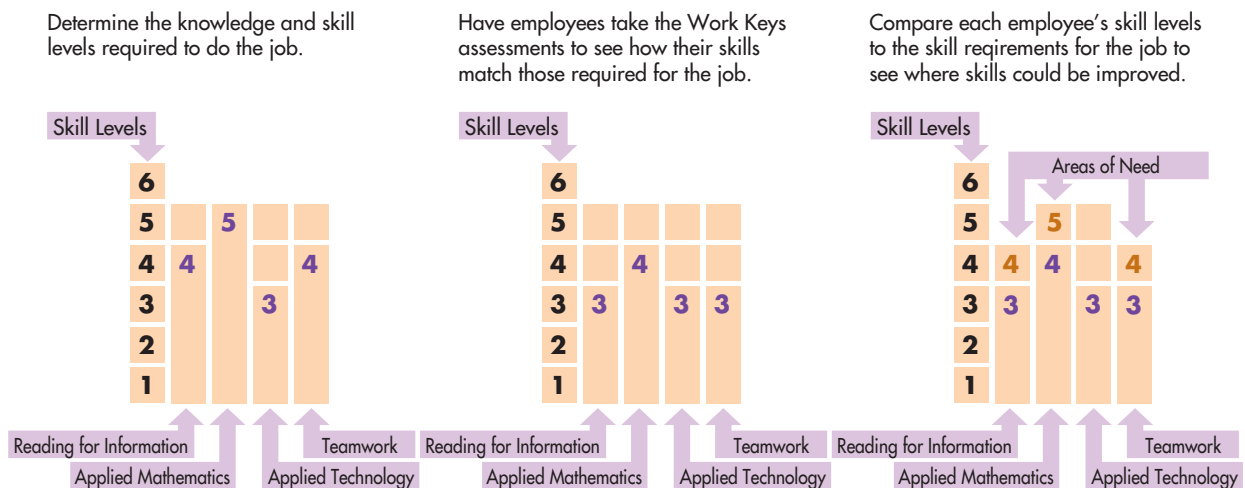 Determine the knowledge and skill
levels required to do the job.
Skill Levels
6
5 5
4 4 4
3 3
2
1
Reading for Information Teamwork
Applied Mathematics Applied Technology
Have employees take the Work Keys
assessments to see how their skills
match those required for the job.
Skill Levels
6
5
4 4
3 3 3 3
2
1
Reading for Information Teamwork
Applied Mathematics Applied Technology
Compare each employee’s skill levels
to the skill reqirements for the job to
see where skills could be improved.
Skill Levels
Areas of Need
6
5 5
4 4 4 4
3 3 3 3
2
1
Reading for Information Teamwork
Applied Mathematics Applied Technology